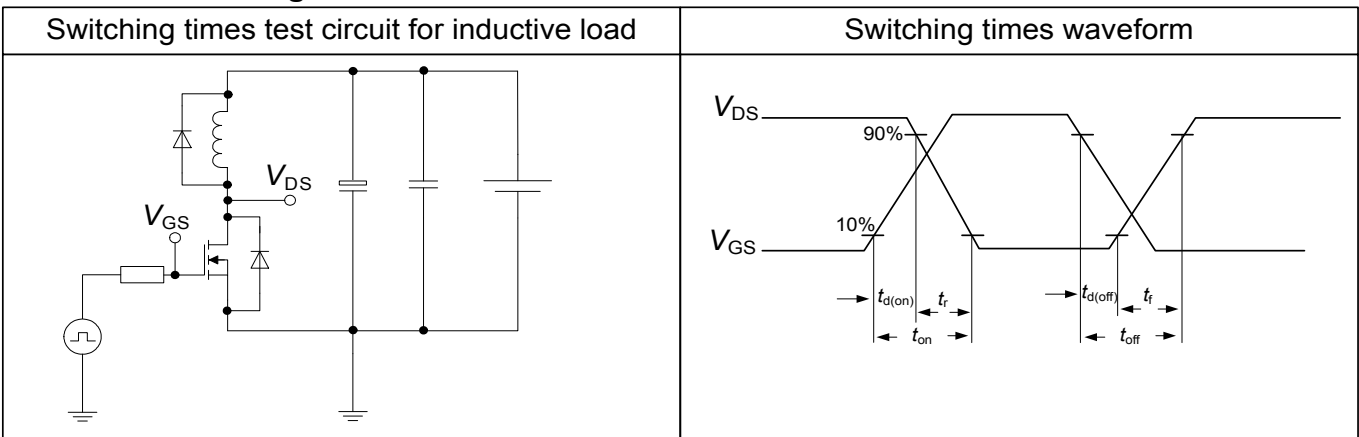 Switching times test circuit for inductive load
Switching times waveform
VDS
VGS
VDS
90%
10%
VGS
td(on)
tr
td(off)
tf
ton
toff